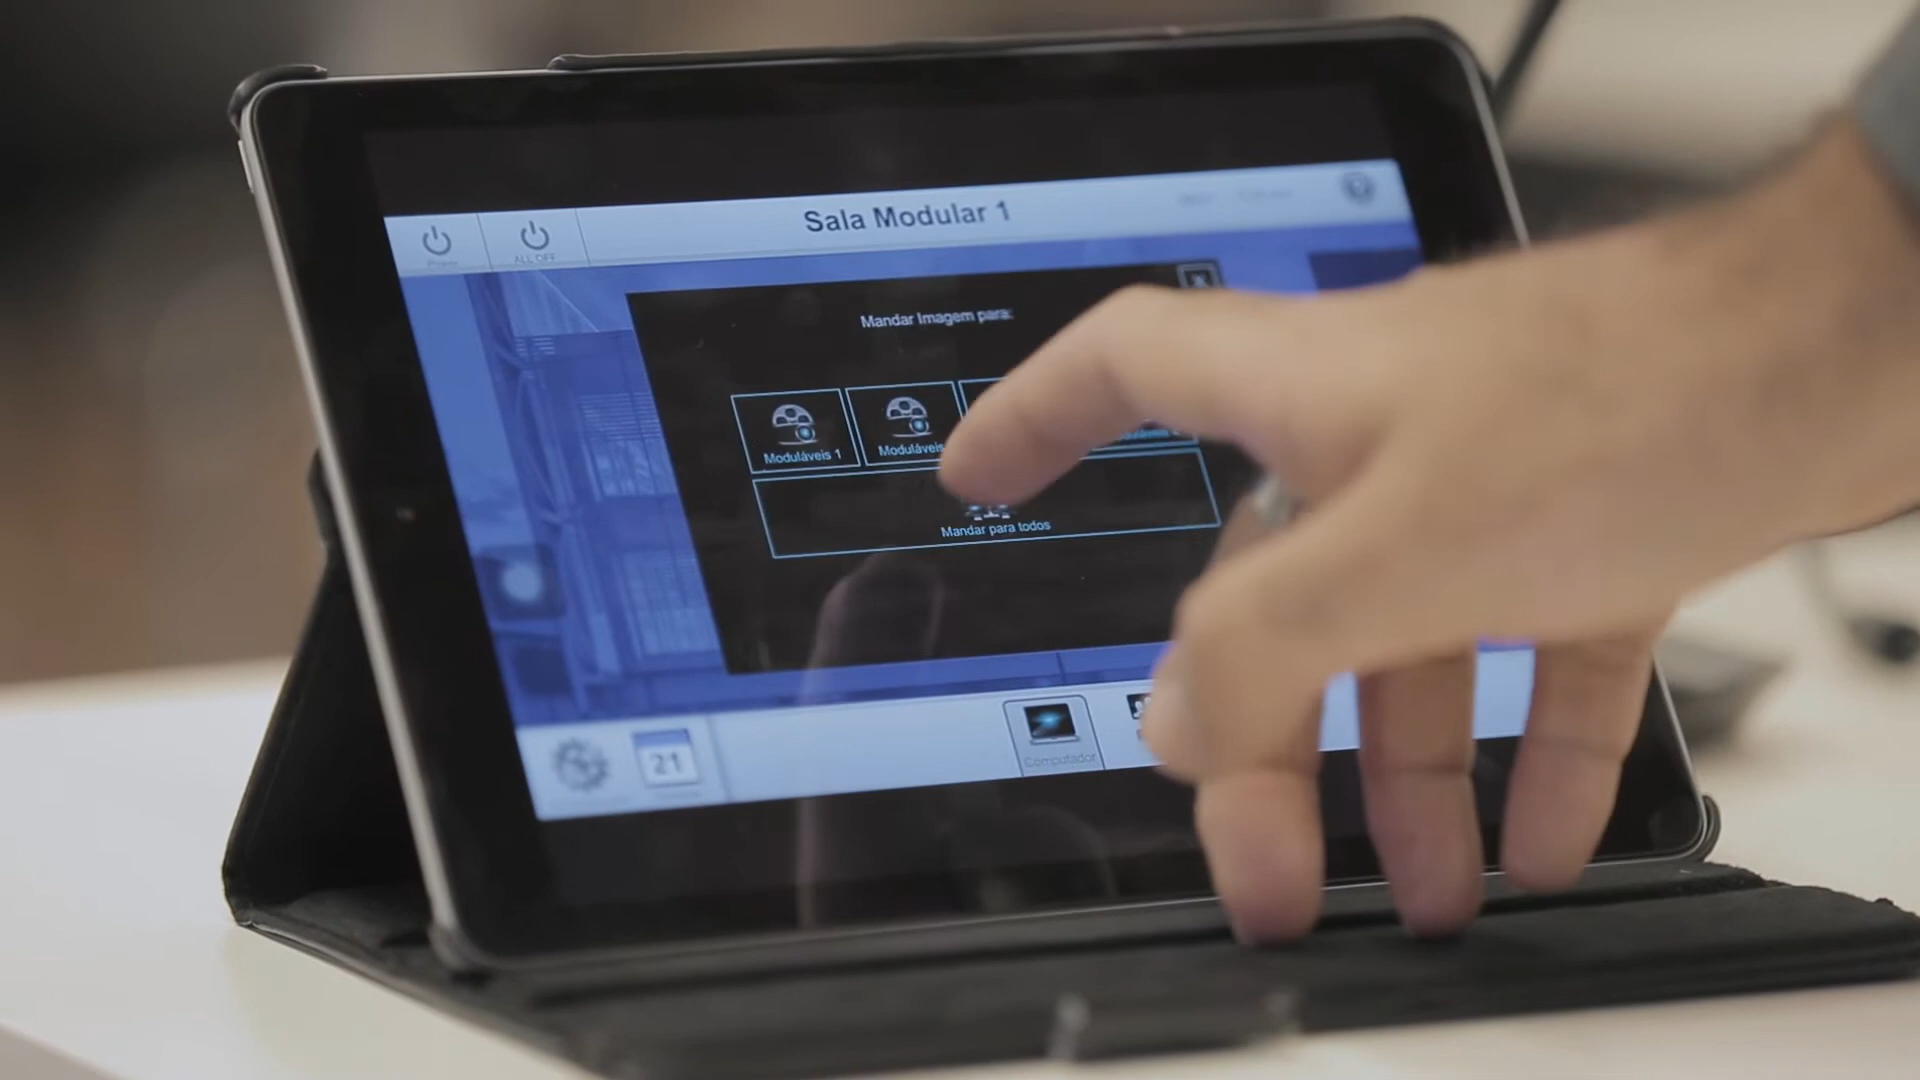 Sala Modular 1
ALL OFF
Mandar Imagem para:
Moduláveis 1
Moduláveis
Mandar para todos
21
Computador